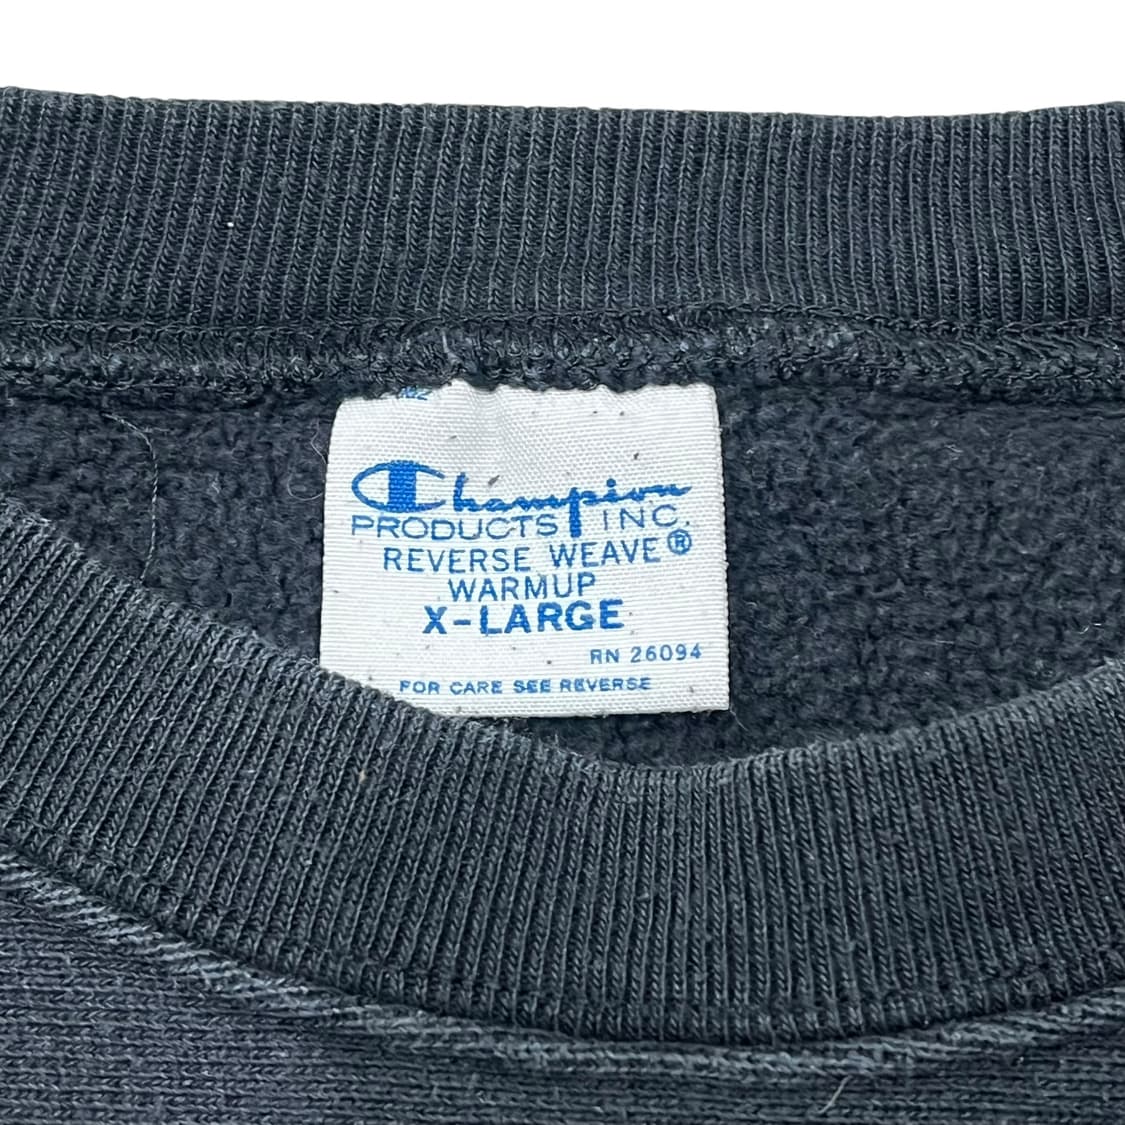 Champion
PRODUCTS INC.
REVERSE WEAVE®
WARMUP
X-LARGE
RN 26094
FOR CARE SEE REVERSE